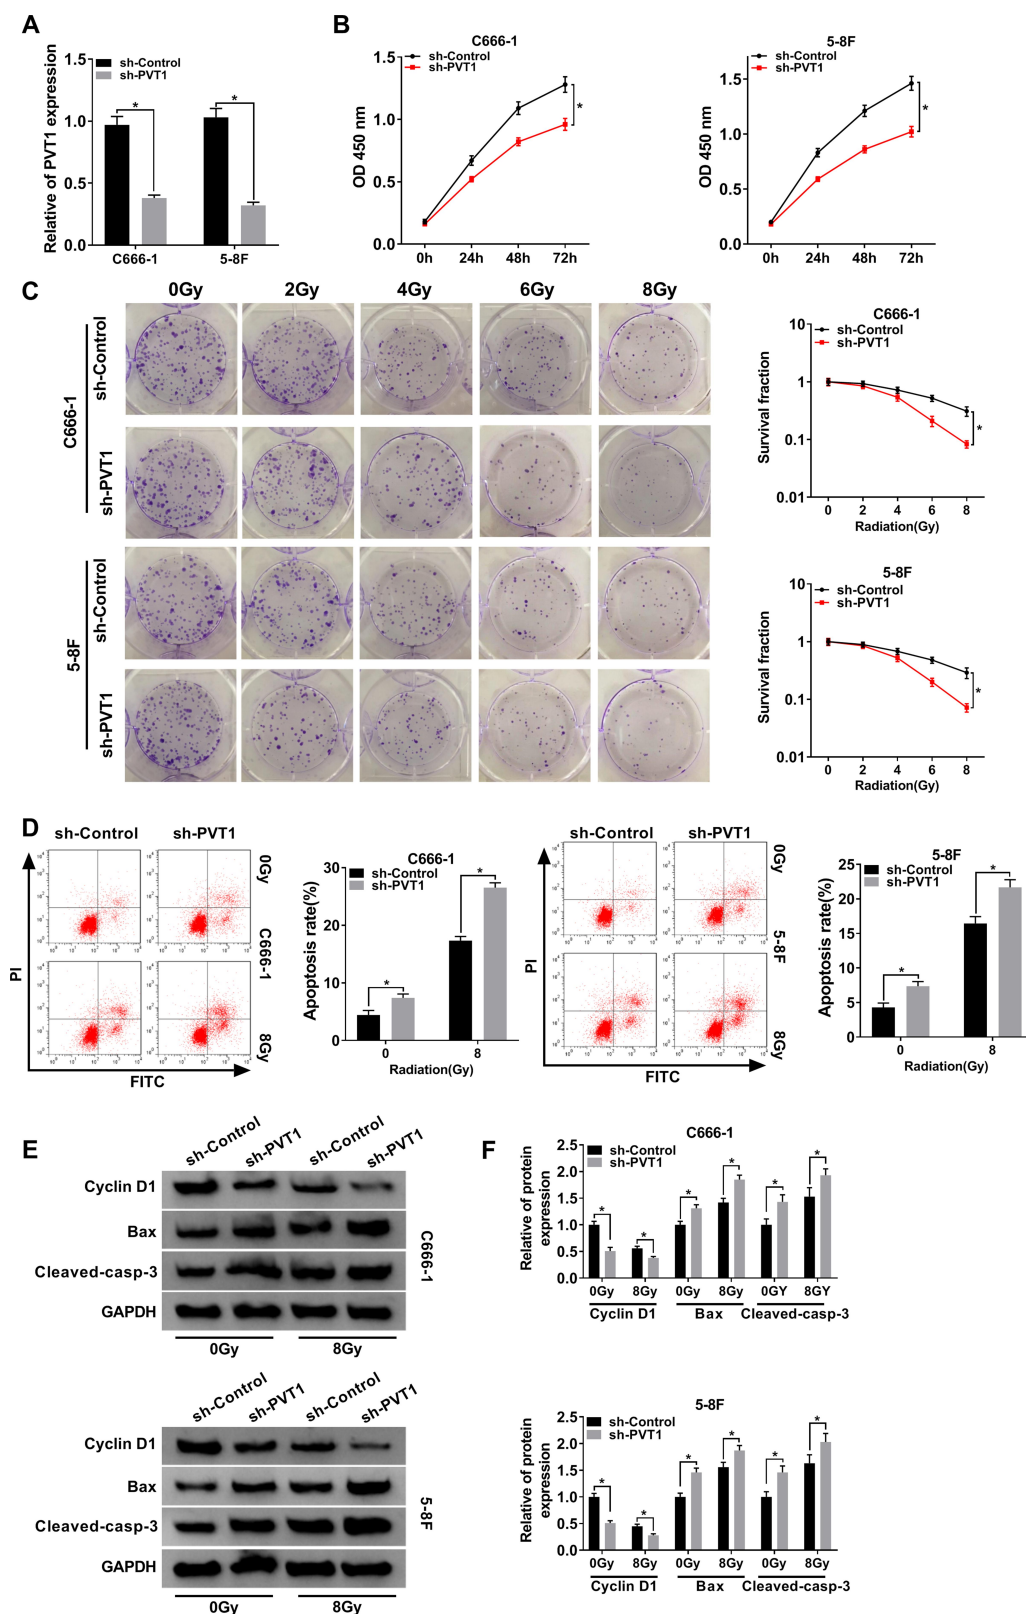 A
sh-Control
sh-PVT1
Relative of PVT1 expression
1.5
1.0
0.5
0.0
*
*
C666-1
5-8F
B
C666-1
sh-Control
sh-PVT1
OD 450 nm
1.5
1.0
0.5
0.0
*
0h 24h 48h 72h
5-8F
sh-Control
sh-PVT1
OD 450 nm
1.5
1.0
0.5
0.0
*
0h 24h 48h 72h
C
0Gy 2Gy 4Gy 6Gy 8Gy
C666-1
sh-Control
sh-PVT1
5-8F
sh-Control
sh-PVT1
C666-1
sh-Control
sh-PVT1
Survival fraction
10
1
0.1
0.01
*
0 2 4 6 8
Radiation(Gy)
5-8F
sh-Control
sh-PVT1
Survival fraction
10
1
0.1
0.01
*
0 2 4 6 8
Radiation(Gy)
D
sh-Control sh-PVT1
0Gy
C666-1
8Gy
PI
FITC
C666-1
sh-Control
sh-PVT1
Apoptosis rate(%)
30
20
10
0
*
*
0 8
Radiation(Gy)
sh-Control sh-PVT1
0Gy
5-8F
8Gy
PI
FITC
5-8F
sh-Control
sh-PVT1
Apoptosis rate(%)
25
20
15
10
5
0
*
*
0 8
Radiation(Gy)
E
sh-Control sh-PVT1 sh-Control sh-PVT1
Cyclin D1
Bax
Cleaved-casp-3
GAPDH
C666-1
0Gy 8Gy
sh-Control sh-PVT1 sh-Control sh-PVT1
Cyclin D1
Bax
Cleaved-casp-3
GAPDH
5-8F
0Gy 8Gy
F
C666-1
sh-Control
sh-PVT1
Relative of protein
expression
2.5
2.0
1.5
1.0
0.5
0.0
* * * * * *
0Gy 8Gy 0Gy 8Gy 0GY 8GY
Cyclin D1 Bax Cleaved-casp-3
5-8F
sh-Control
sh-PVT1
Relative of protein
expression
2.5
2.0
1.5
1.0
0.5
0.0
* * * * * *
0Gy 8Gy 0Gy 8Gy 0Gy 8Gy
Cyclin D1 Bax Cleaved-casp-3